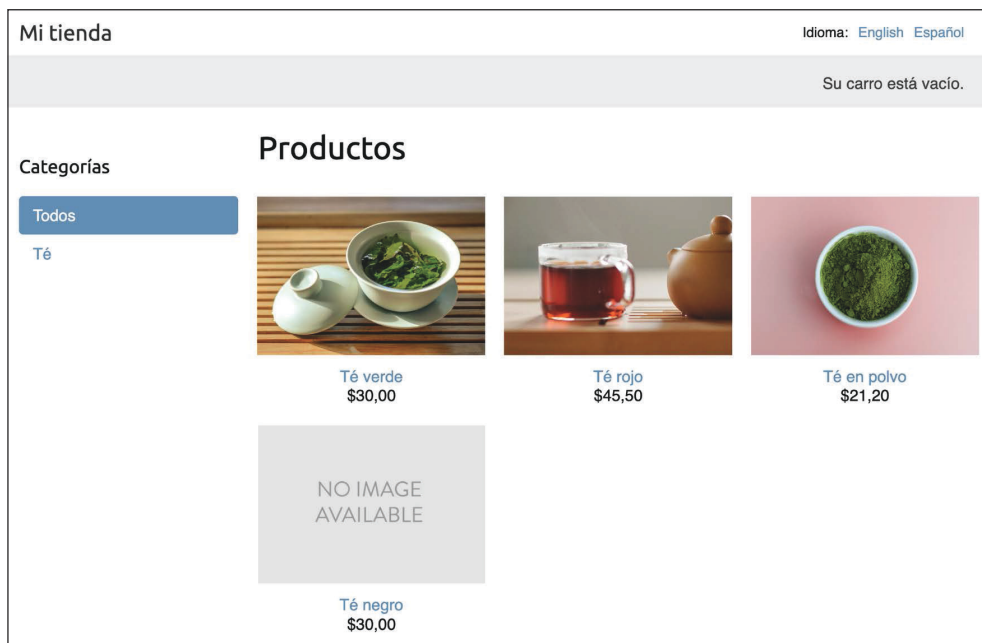 Mi tienda
Idioma: English Español
Su carro está vacío.
Categorías
Todos
Té
Productos
Té verde
$30,00
Té rojo
$45,50
Té en polvo
$21,20
NO IMAGE
AVAILABLE
Té negro
$30,00